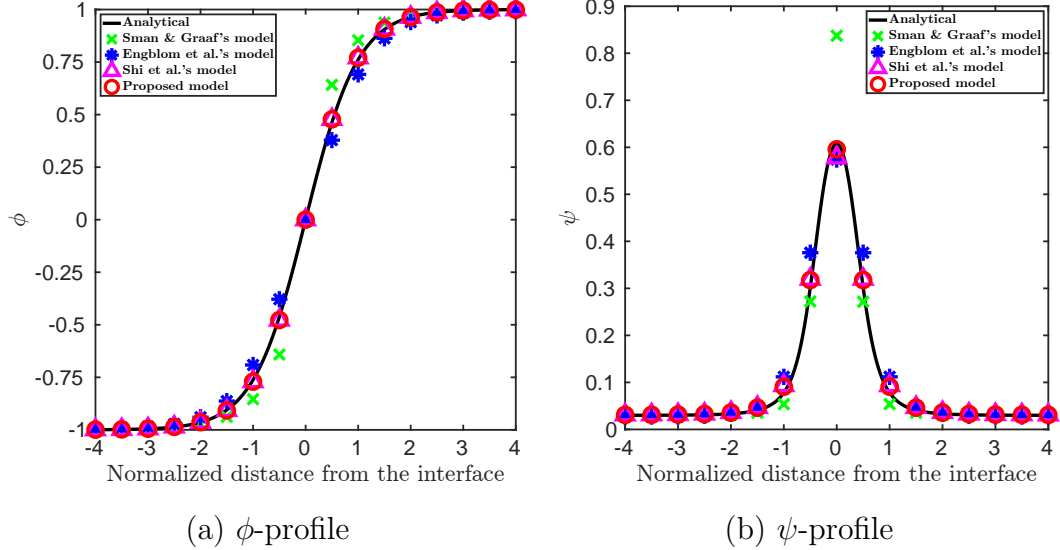 Analytical
Sman & Graaf's model
Engblom et al.'s model
Shi et al.'s model
Proposed model
1
0.75
0.5
0.25
0
-0.25
-0.5
-0.75
-1
ϕ
-4 -3 -2 -1 0 1 2 3 4
Normalized distance from the interface
(a) ϕ-profile
Analytical
Sman & Graaf's model
Engblom et al.'s model
Shi et al.'s model
Proposed model
0.9
0.8
0.7
0.6
0.5
0.4
0.3
0.2
0.1
0
ψ
-4 -3 -2 -1 0 1 2 3 4
Normalized distance from the interface
(b) ψ-profile